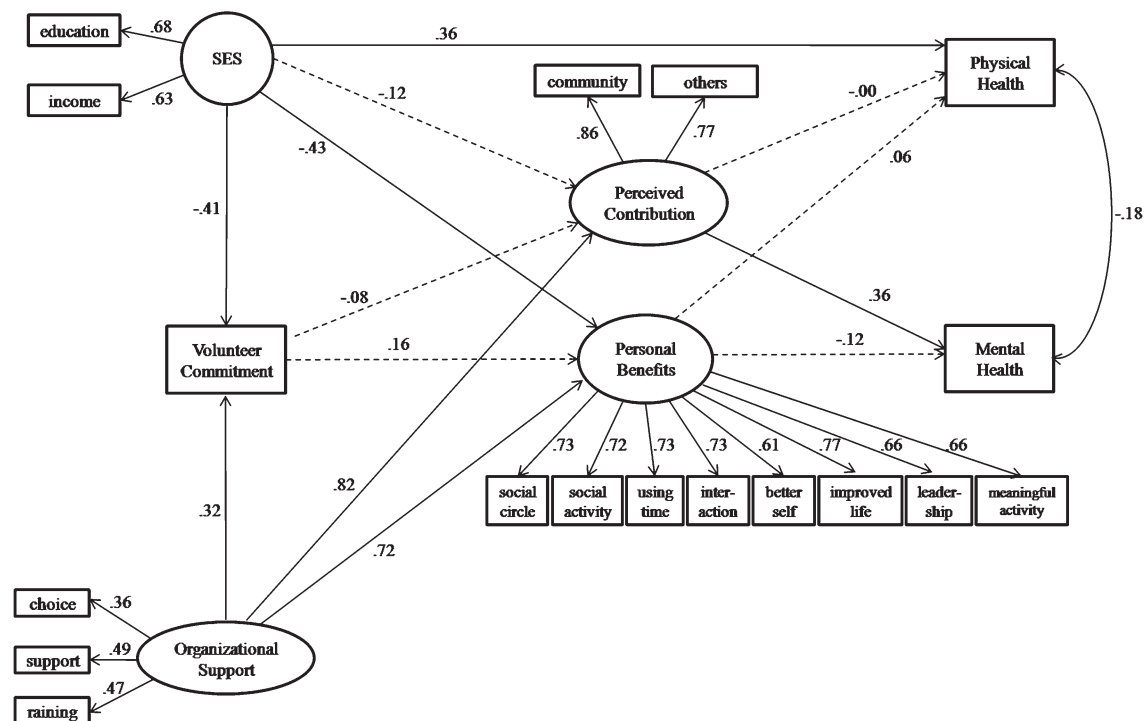 education
.68
SES
income
.63
.36
Physical
Health
-.12
community
others
.86
.77
-.00
.06
-.43
Perceived
Contribution
-.41
-.18
-.08
.36
Volunteer
Commitment
.16
Personal
Benefits
-.12
Mental
Health
.73
.72
.73
.73
.61
.77
.66
.66
social
circle
social
activity
using
time
inter-
action
better
self
improved
life
leader-
ship
meaningful
activity
.32
.82
.72
choice
.36
support
.49
raining
.47
Organizational
Support